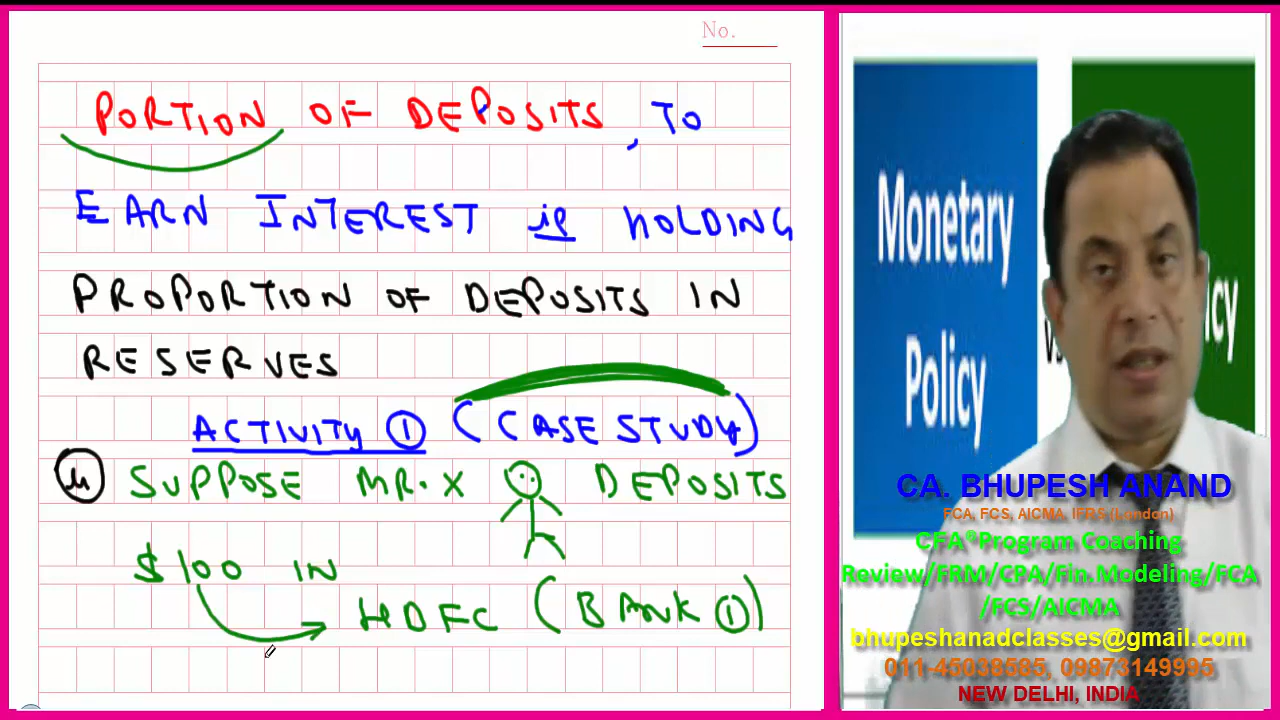 No.
PORTION OF DEPOSITS, TO
EARN INTEREST ie HOLDING
PROPORTION OF DEPOSITS IN
RESERVES
ACTIVITY ① (CASE STUDY)
SUPPOSE MR. X DEPOSITS
$100 IN
HDFC (BANK ①)
Monetary
Policy
Vs
icy
CA. BHUPESH ANAND
FCA, FCS, AICMA, IFRS (London)
CFA®Program Coaching
Review/FRM/CPA/Fin.Modeling/FCA
/FCS/AICMA
bhupeshanadclasses@gmail.com
011-45038585, 09873149995
NEW DELHI, INDIA